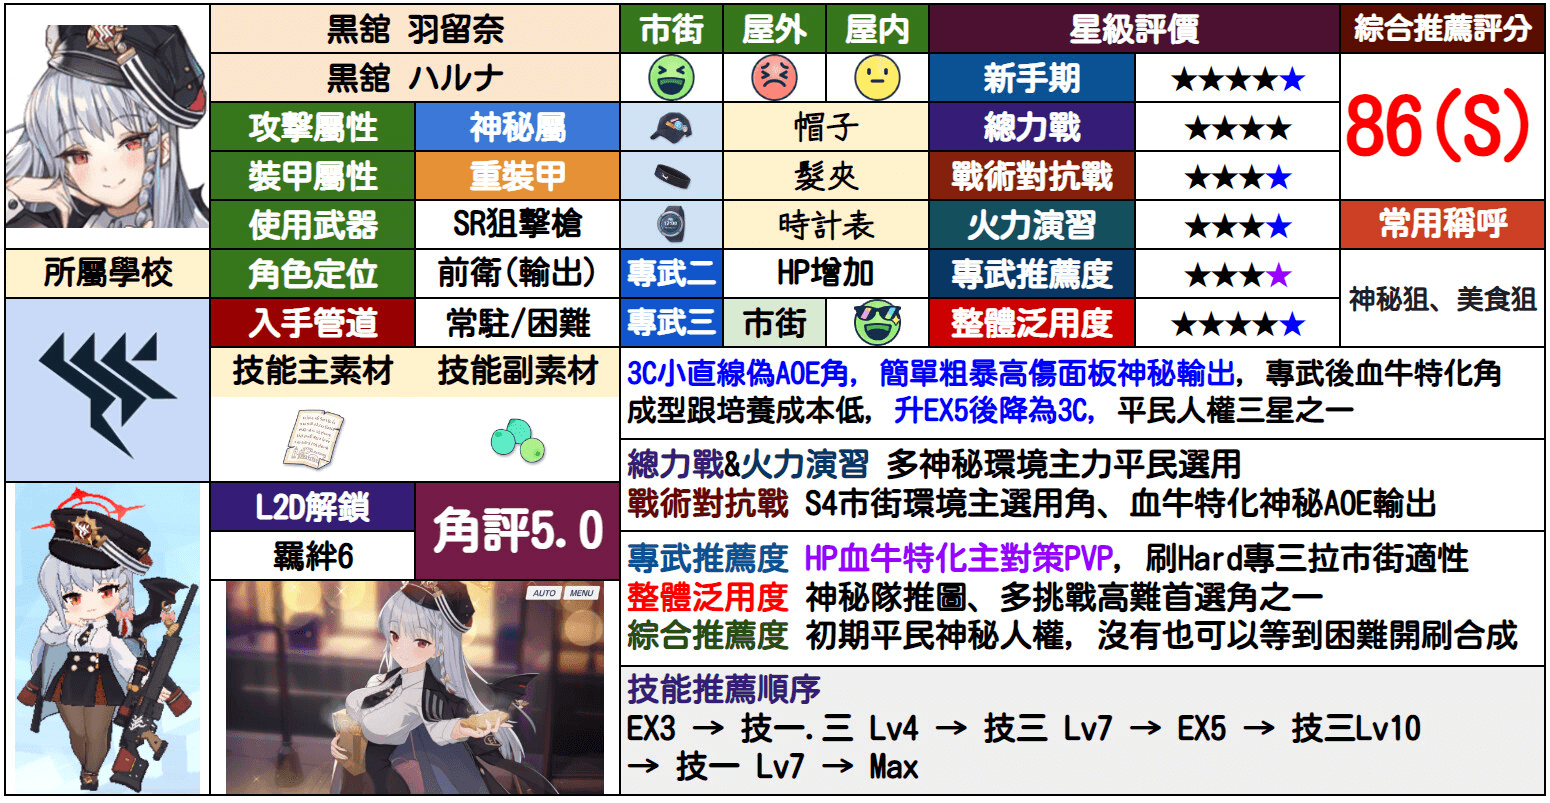 黒舘 羽留奈
市街
屋外
屋内
星級評價
綜合推薦評分
黒舘 ハルナ
新手期
★★★★★
86(S)
攻擊屬性
神秘屬
帽子
總力戰
★★★★
裝甲屬性
重裝甲
髮夾
戰術對抗戰
★★★★
使用武器
SR狙擊槍
時計表
火力演習
★★★★
常用稱呼
所屬學校
角色定位
前衛(輸出)
專武二
HP增加
專武推薦度
★★★★
神秘狙、美食狙
入手管道
常駐/困難
專武三
市街
整體泛用度
★★★★★
技能主素材
技能副素材
3C小直線偽AOE角, 簡單粗暴高傷面板神秘輸出, 專武後血牛特化角
成型跟培養成本低, 升EX5後降為3C, 平民人權三星之一
總力戰&火力演習 多神秘環境主力平民選用
戰術對抗戰 S4市街環境主選用角、血牛特化神秘AOE輸出
L2D解鎖
羈絆6
角評5.0
專武推薦度 HP血牛特化主對策PVP, 刷Hard專三拉市街適性
整體泛用度 神秘隊推圖、多挑戰高難首選角之一
綜合推薦度 初期平民神秘人權, 沒有也可以等到困難開刷合成
AUTO
MENU
技能推薦順序
EX3 → 技一.三 Lv4 → 技三 Lv7 → EX5 → 技三Lv10
→ 技一 Lv7 → Max